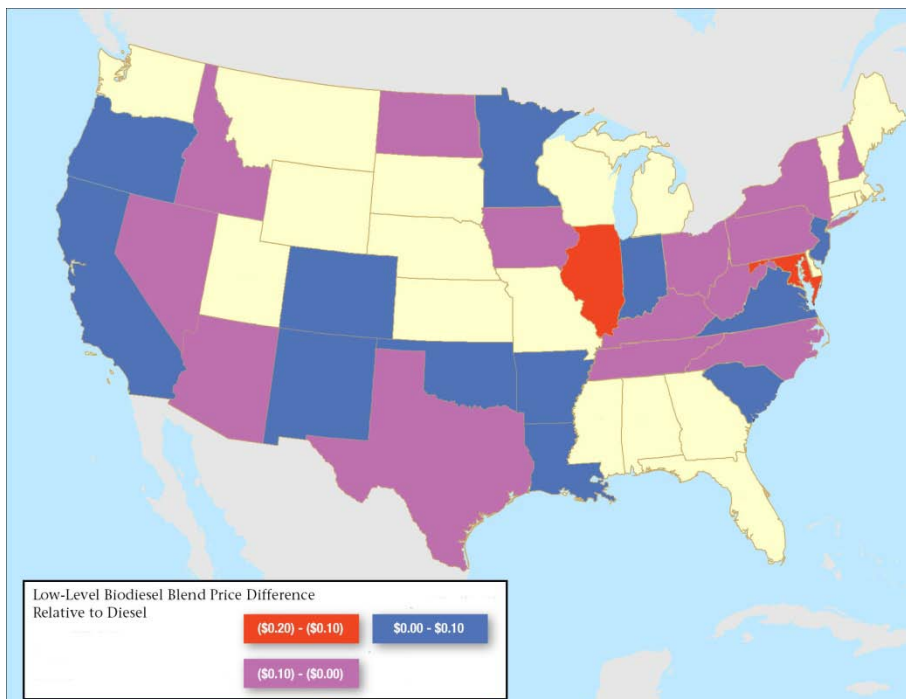 Low-Level Biodiesel Blend Price Difference
Relative to Diesel
($0.20) - ($0.10)
$0.00 - $0.10
($0.10) - ($0.00)